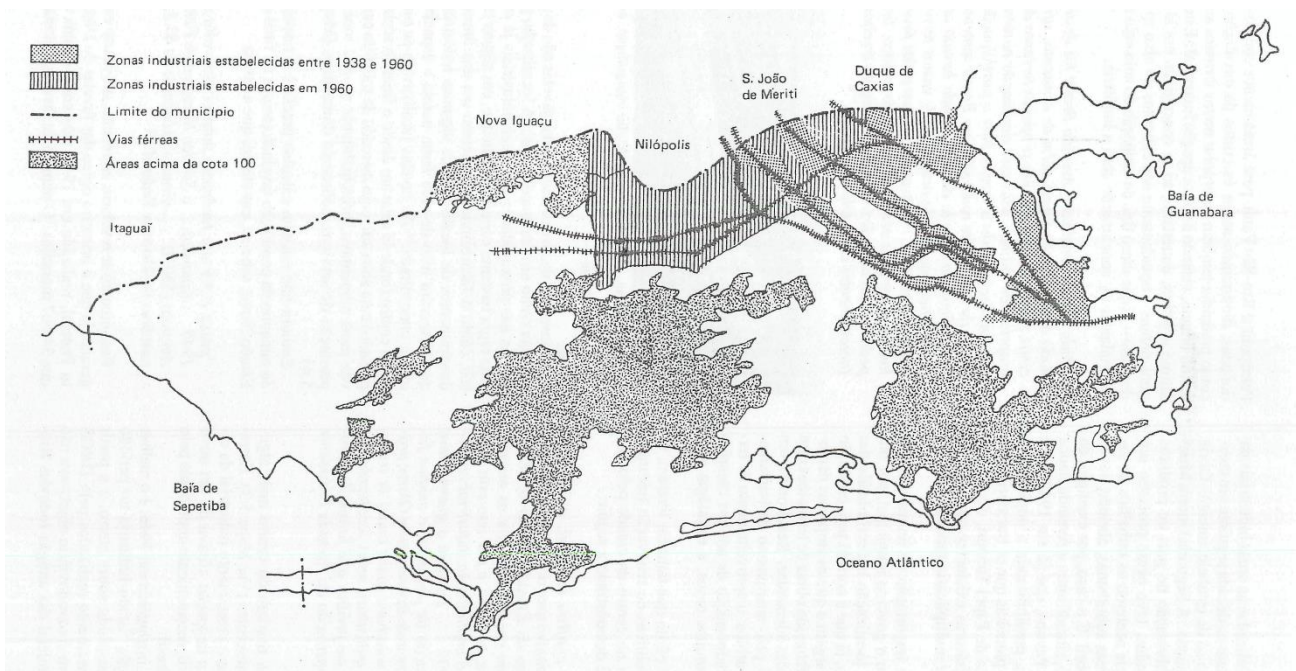 Zonas industriais estabelecidas entre 1938 e 1960
Zonas industriais estabelecidas em 1960
Limite do município
Vias férreas
Áreas acima da cota 100
Nova Iguaçu
Nilópolis
S. João
de Meriti
Duque de
Caxias
Itaguaí
Baía de
Guanabara
Baía de
Sepetiba
Oceano Atlântico